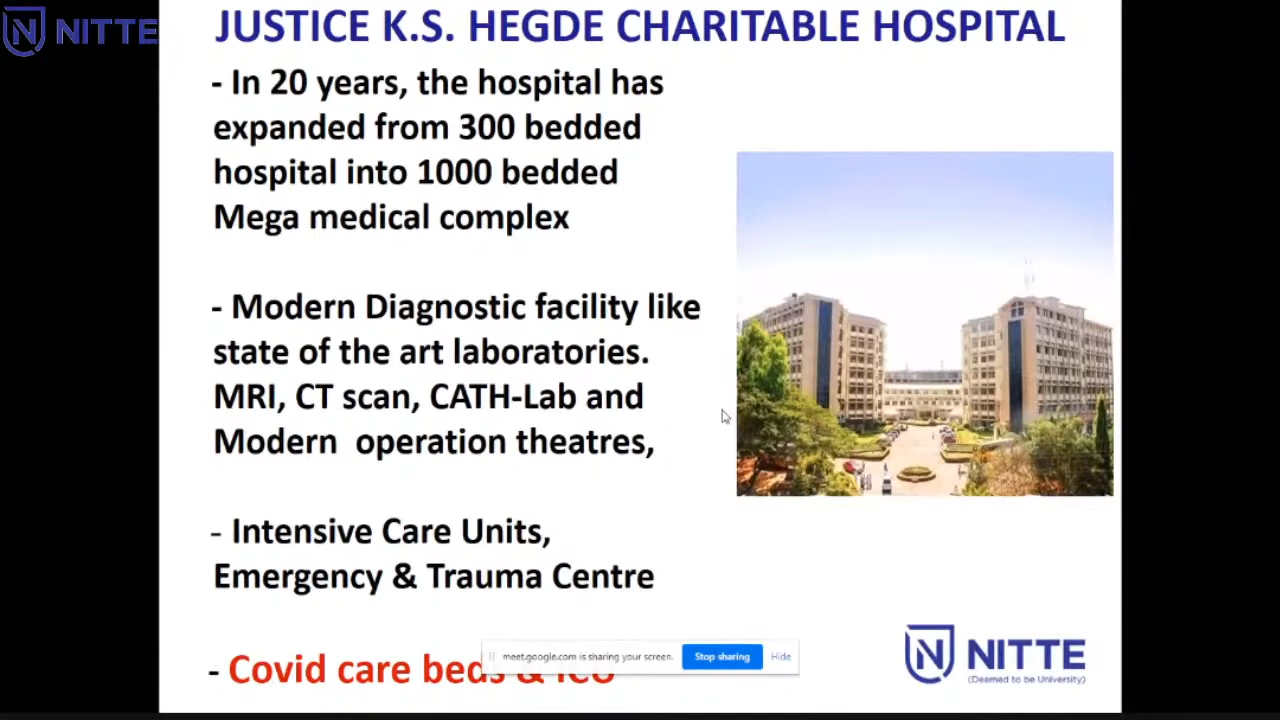 NITTE
JUSTICE K.S. HEGDE CHARITABLE HOSPITAL
- In 20 years, the hospital has
expanded from 300 bedded
hospital into 1000 bedded
Mega medical complex
- Modern Diagnostic facility like
state of the art laboratories.
MRI, CT scan, CATH-Lab and
Modern operation theatres,
- Intensive Care Units,
Emergency & Trauma Centre
- Covid care beds & ICU
meet.google.com is sharing your screen. Stop sharing Hide
NITTE
(Deemed to be University)